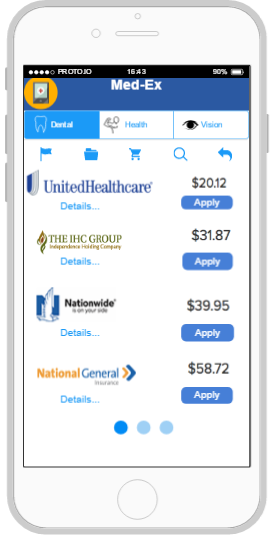 PROTO.IO 16:43 90%
Med-Ex
Dental Health Vision
UnitedHealthcare® $20.12
Details... Apply
THE IHC GROUP $31.87
Independence Holding Company
Details... Apply
Nationwide® $39.95
is on your side
Details... Apply
National General $58.72
Insurance
Details... Apply